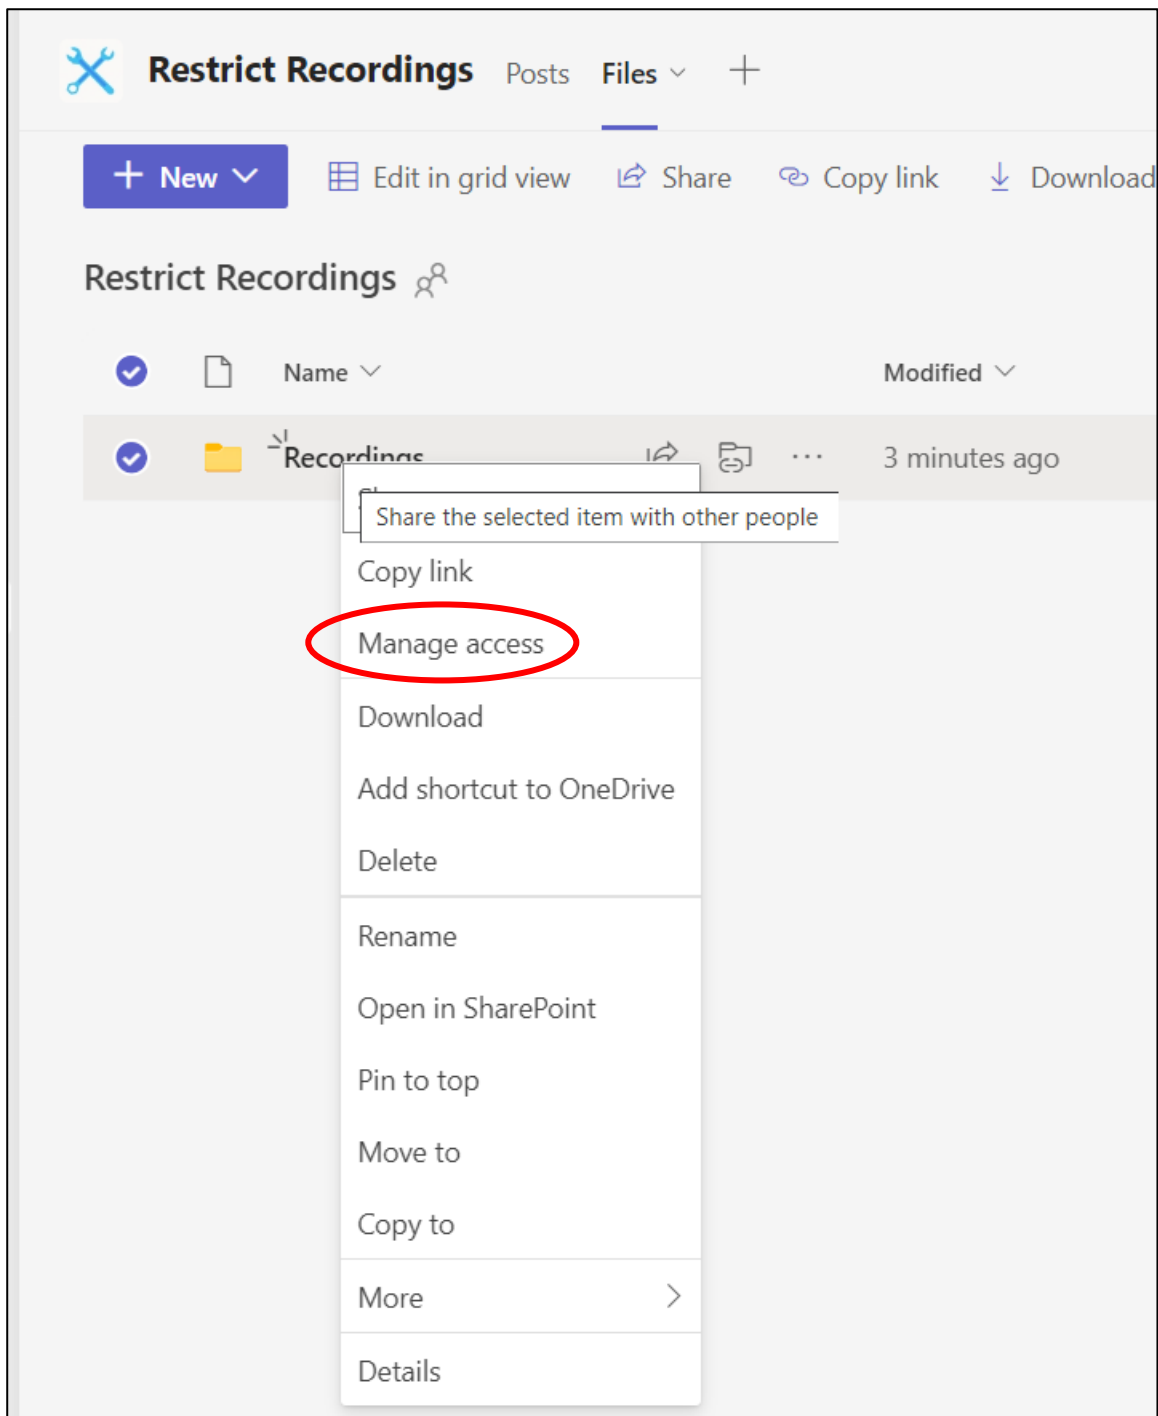 Restrict Recordings Posts Files
New Edit in grid view Share Copy link Download
Restrict Recordings
Name Modified
Recordings 3 minutes ago
Share the selected item with other people
Copy link
Manage access
Download
Add shortcut to OneDrive
Delete
Rename
Open in SharePoint
Pin to top
Move to
Copy to
More
Details